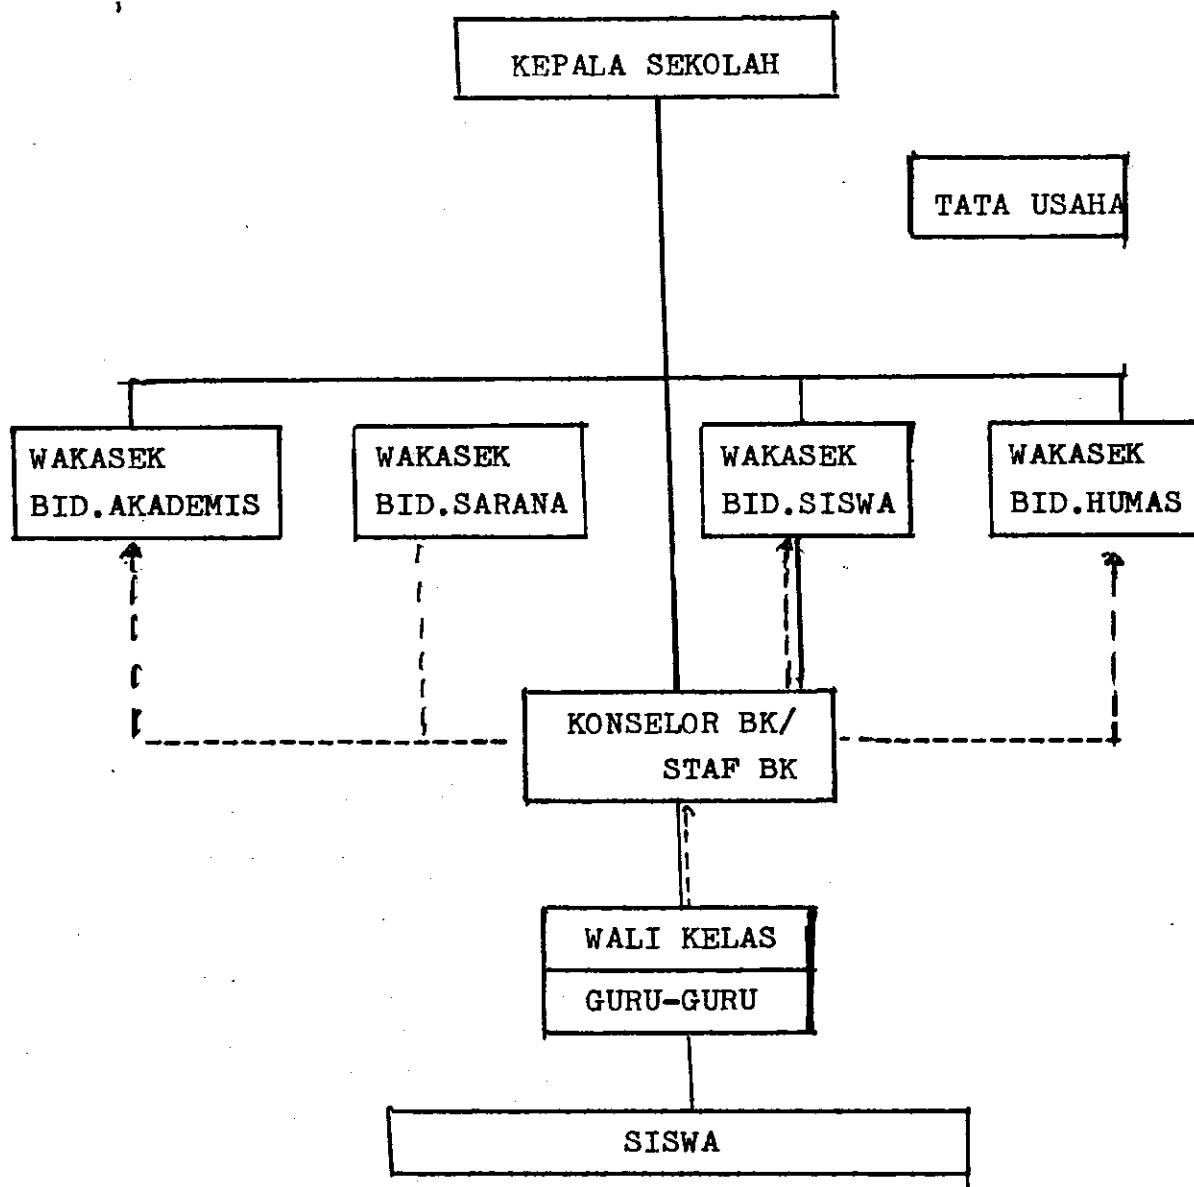 KEPALA SEKOLAH
TATA USAHA
WAKASEK
BID.AKADEMIS
WAKASEK
BID.SARANA
WAKASEK
BID.SISWA
WAKASEK
BID.HUMAS
KONSELOR BK/
STAF BK
WALI KELAS
GURU-GURU
SISWA